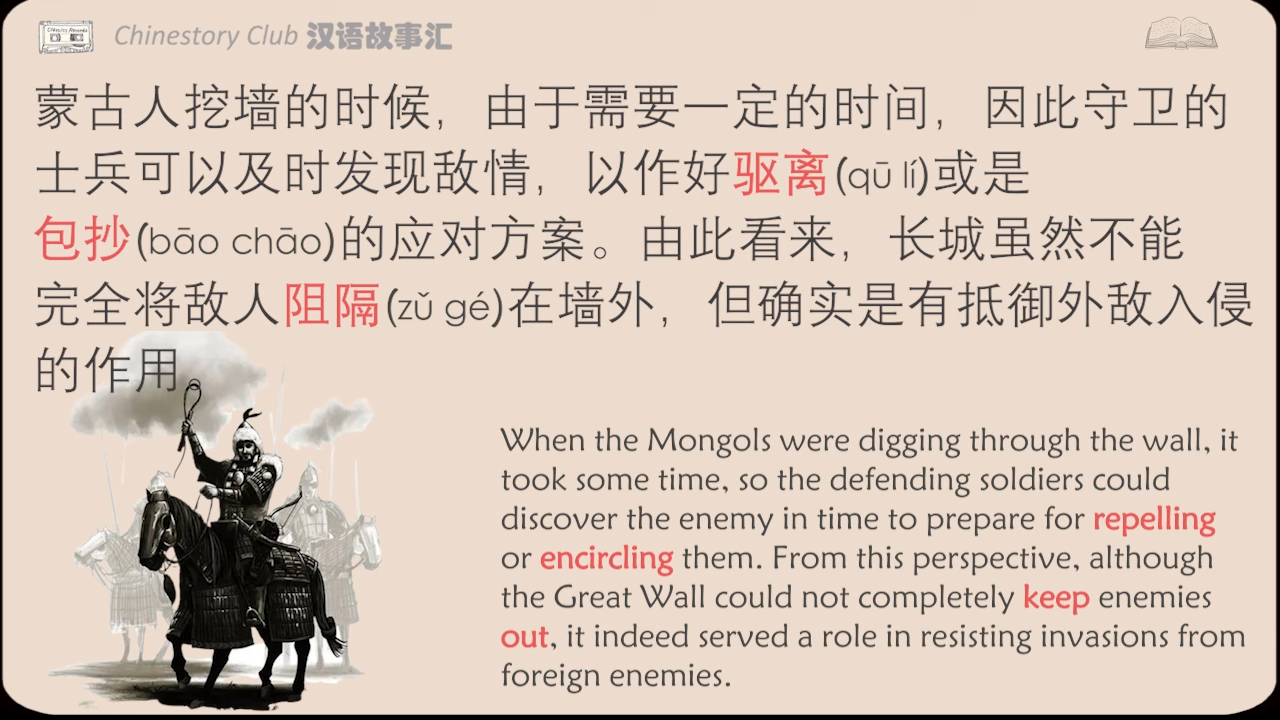 Chinestory Club 汉语故事汇
蒙古人挖墙的时候，由于需要一定的时间，因此守卫的
士兵可以及时发现敌情，以作好驱离(qū lí)或是
包抄(bāo chāo)的应对方案。由此看来，长城虽然不能
完全将敌人阻隔(zǔ gé)在墙外，但确实是有抵御外敌入侵
的作用。
When the Mongols were digging through the wall, it
took some time, so the defending soldiers could
discover the enemy in time to prepare for repelling
or encircling them. From this perspective, although
the Great Wall could not completely keep enemies
out, it indeed served a role in resisting invasions from
foreign enemies.